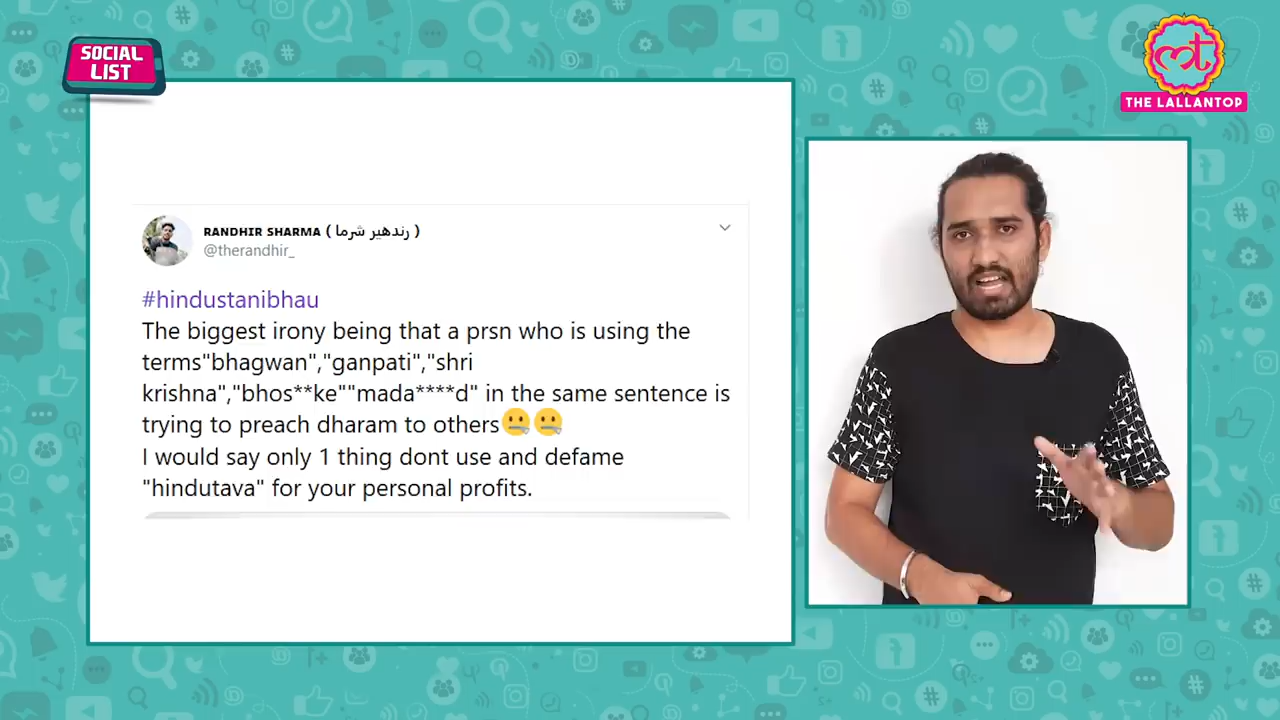 SOCIAL
LIST
THE LALLANTOP
RANDHIR SHARMA ( رندهير شرما )
@therandhir_
#hindustanibhau
The biggest irony being that a prsn who is using the
terms"bhagwan","ganpati","shri
krishna","bhos**ke""mada****d" in the same sentence is
trying to preach dharam to others🤐🤐
I would say only 1 thing dont use and defame
"hindutava" for your personal profits.